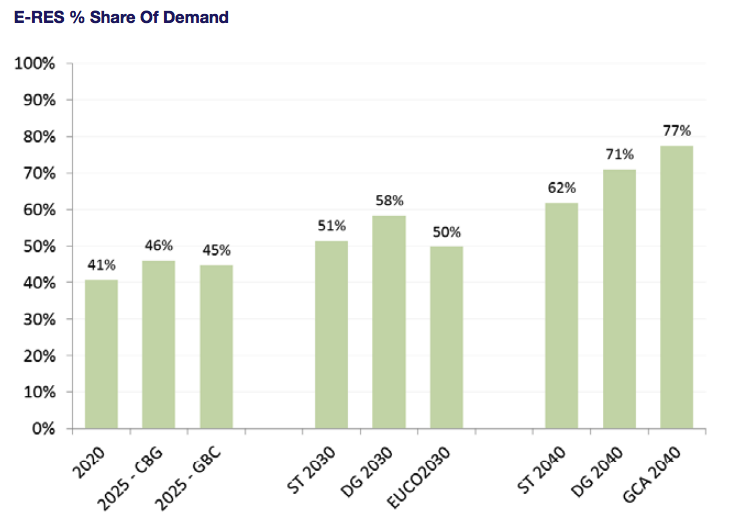 E-RES % Share Of Demand
100%
90%
80%
70%
60%
50%
40%
30%
20%
10%
0%
41%
46%
45%
51%
58%
50%
62%
71%
77%
2020
2025 - CBG
2025 - GBC
ST 2030
DG 2030
EUCO2030
ST 2040
DG 2040
GCA 2040